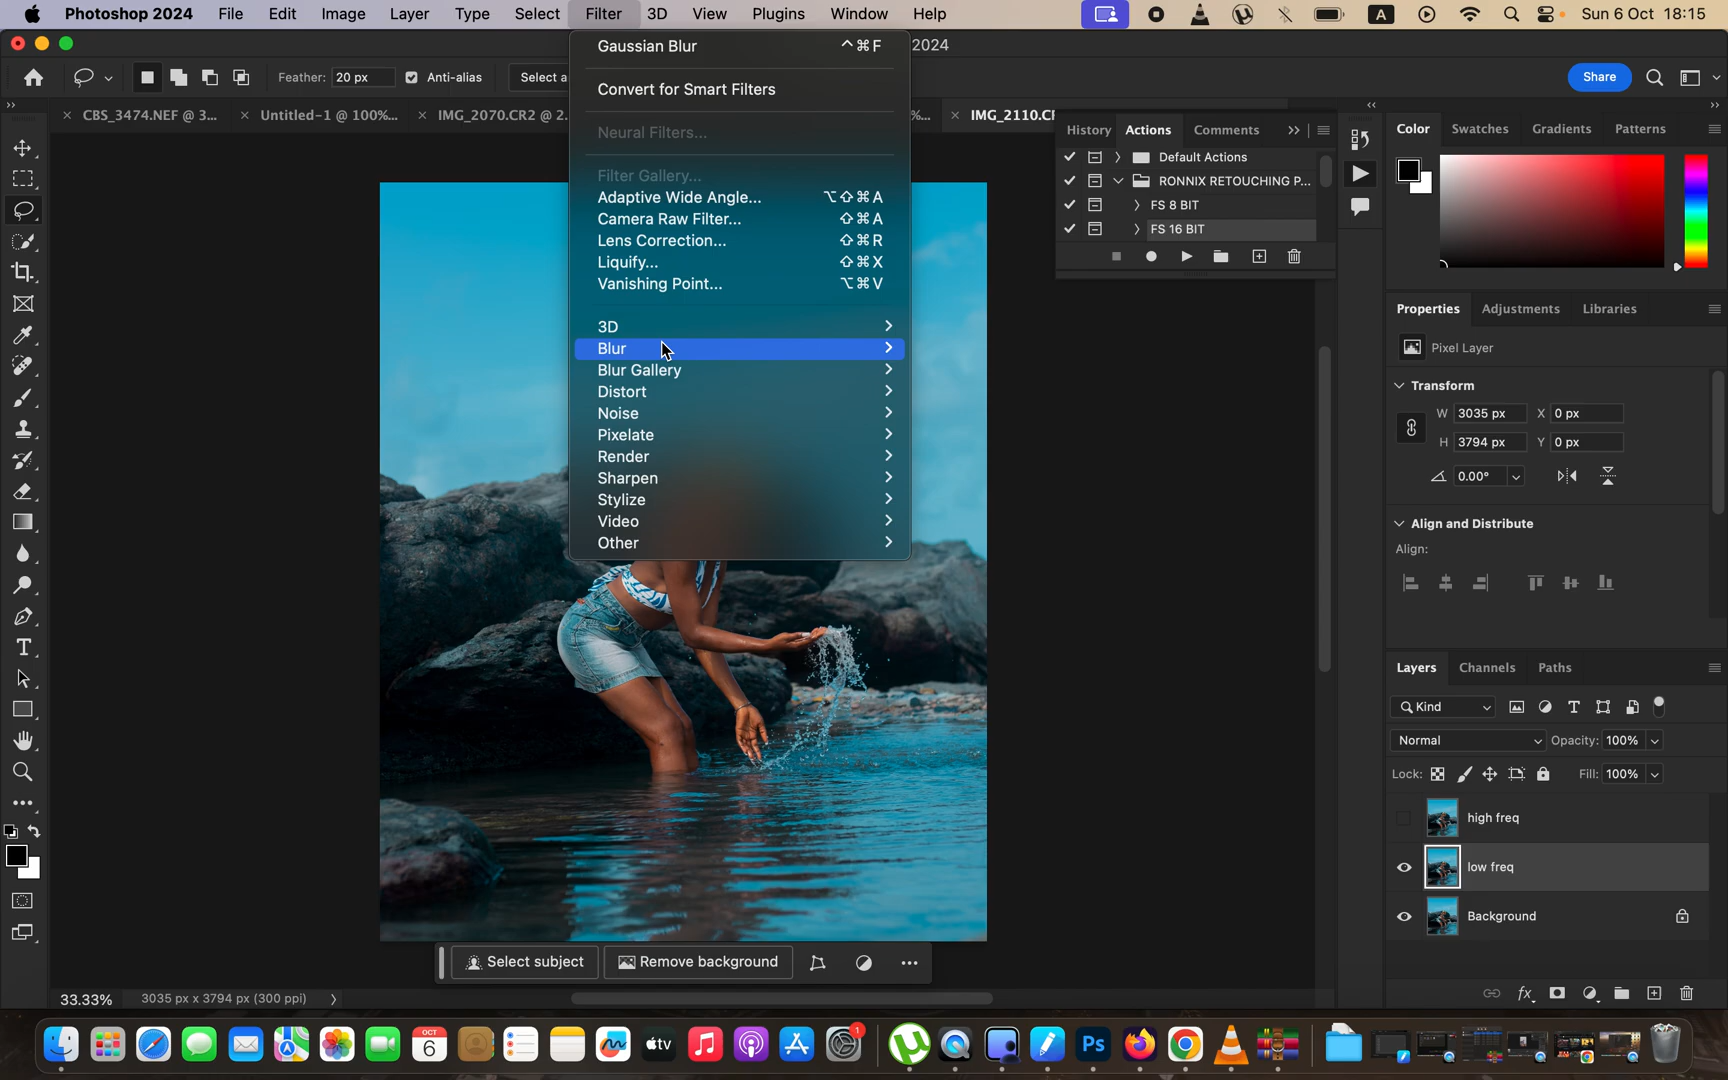 Photoshop 2024 File Edit Image Layer Type Select Filter 3D View Plugins Window Help A Sun 6 Oct 18:15
2024
Feather: 20 px Anti-alias Select a Share
× CBS_3474.NEF @ 3... × Untitled-1 @ 100%... × IMG_2070.CR2 @ 2. %... × IMG_2110.CF
Gaussian Blur ^⌘F
Convert for Smart Filters
Neural Filters...
Filter Gallery...
Adaptive Wide Angle... ⌥⇧⌘A
Camera Raw Filter... ⇧⌘A
Lens Correction... ⇧⌘R
Liquify... ⇧⌘X
Vanishing Point... ⌥⌘V
3D
Blur
Blur Gallery
Distort
Noise
Pixelate
Render
Sharpen
Stylize
Video
Other
History Actions Comments
Default Actions
RONNIX RETOUCHING P...
FS 8 BIT
FS 16 BIT
Color Swatches Gradients Patterns
Properties Adjustments Libraries
Pixel Layer
Transform
W 3035 px X 0 px
H 3794 px Y 0 px
0.00°
Align and Distribute
Align:
Layers Channels Paths
Kind
Normal Opacity: 100%
Lock: Fill: 100%
high freq
low freq
Background
Select subject Remove background
33.33% 3035 px x 3794 px (300 ppi)
OCT
6
tv
1
Ps